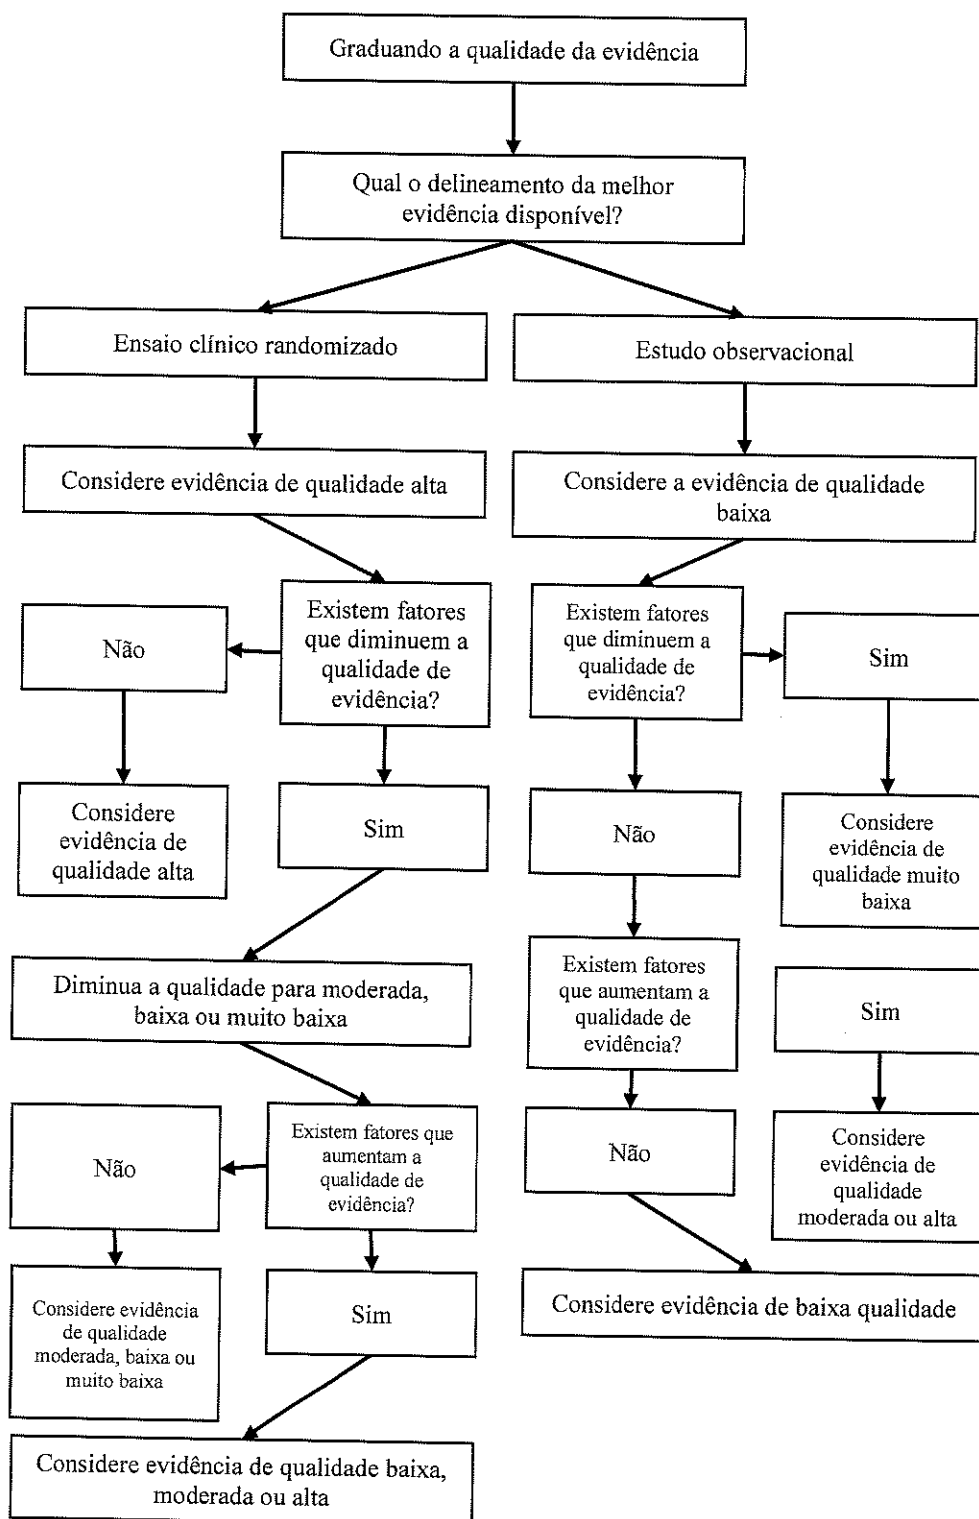 Graduando a qualidade da evidência
Qual o delineamento da melhor
evidência disponível?
Ensaio clínico randomizado
Estudo observacional
Considere evidência de qualidade alta
Considere a evidência de qualidade
baixa
Não
Existem fatores
que diminuem a
qualidade de
evidência?
Existem fatores
que diminuem a
qualidade de
evidência?
Sim
Considere
evidência de
qualidade alta
Sim
Não
Considere
evidência de
qualidade muito
baixa
Diminua a qualidade para moderada,
baixa ou muito baixa
Existem fatores
que aumentam a
qualidade de
evidência?
Sim
Não
Existem fatores que
aumentam a
qualidade de
evidência?
Não
Considere
evidência de
qualidade
moderada ou alta
Considere evidência
de qualidade
moderada, baixa ou
muito baixa
Sim
Considere evidência de baixa qualidade
Considere evidência de qualidade baixa,
moderada ou alta